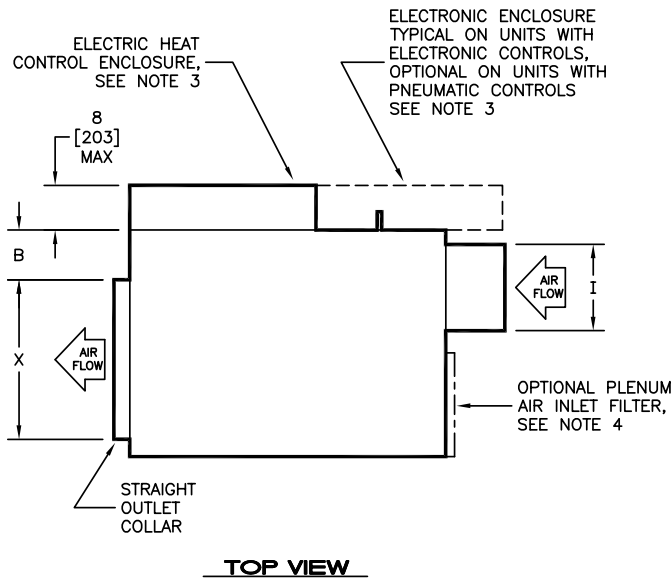 ELECTRIC HEAT
CONTROL ENCLOSURE,
SEE NOTE 3
ELECTRONIC ENCLOSURE
TYPICAL ON UNITS WITH
ELECTRONIC CONTROLS,
OPTIONAL ON UNITS WITH
PNEUMATIC CONTROLS
SEE NOTE 3
8
[203]
MAX
B
X
AIR
FLOW
AIR
FLOW
I
OPTIONAL PLENUM
AIR INLET FILTER,
SEE NOTE 4
STRAIGHT
OUTLET
COLLAR
TOP VIEW